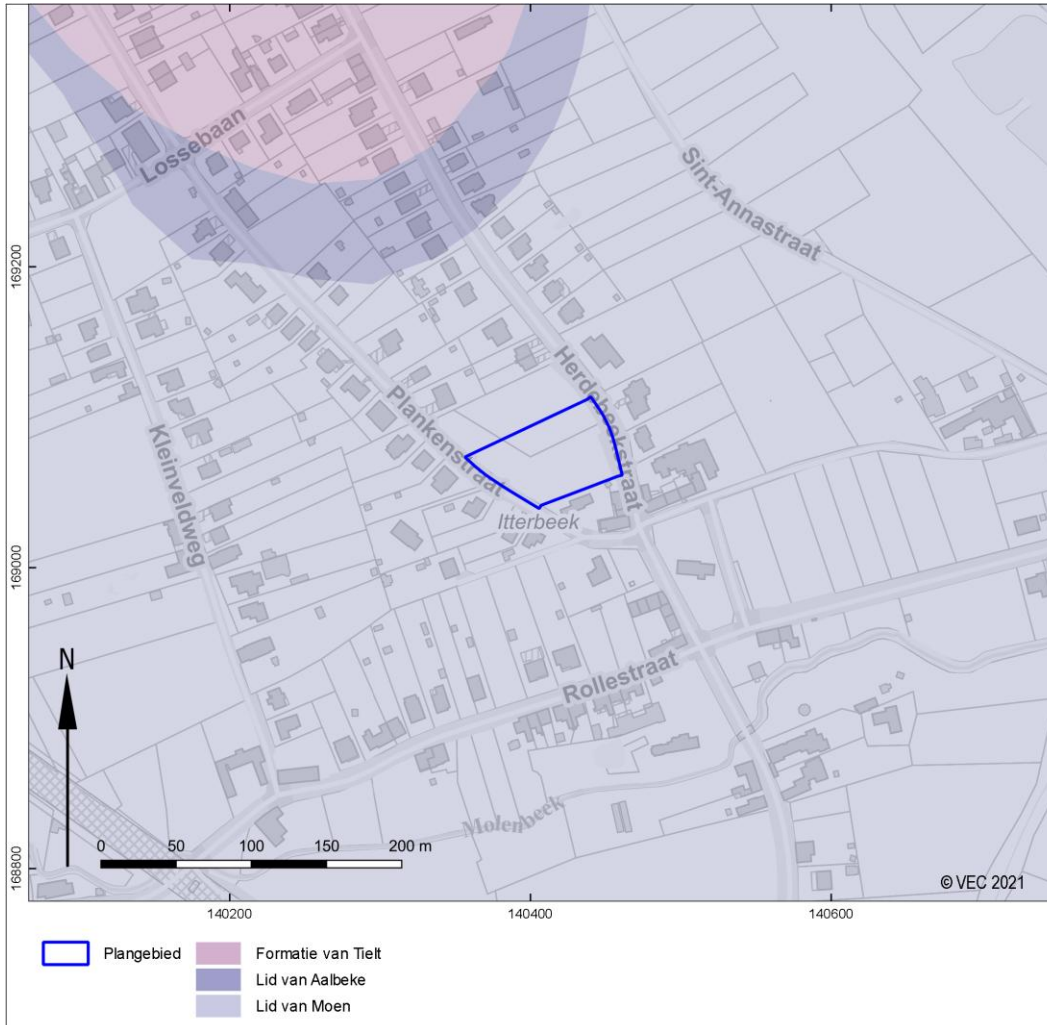 Lossebaan
Sint-Annastraat
169200
Herdebeekstraat
Plankenstraat
Kleinveldweg
Itterbeek
169000
Rollestraat
N
Molenbeek
0 50 100 150 200 m
168800
© VEC 2021
140200 140400 140600
Plangebied
Formatie van Tielt
Lid van Aalbeke
Lid van Moen